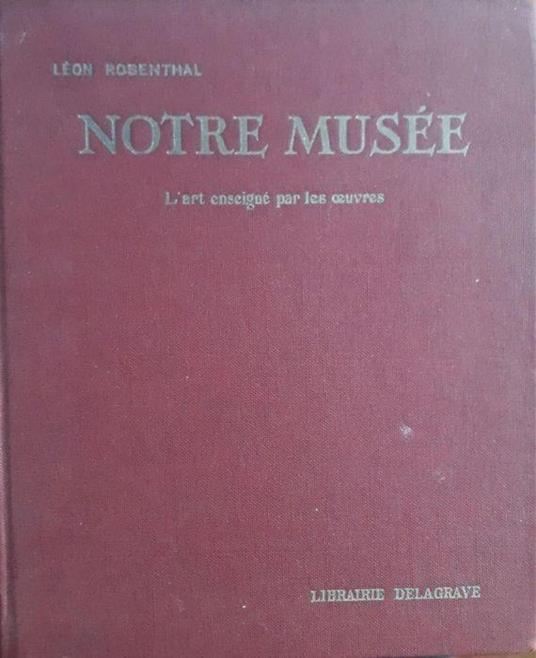 LÉON ROSENTHAL
NOTRE MUSÉE
L'art enseigné par les œuvres
LIBRAIRIE DELAGRAVE